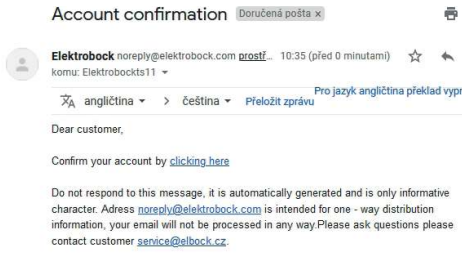 Account confirmation Doručená pošta ×
Elektrobock noreply@elektrobock.com prostř... 10:35 (před 0 minutami)
komu: Elektrobockts11
angličtina > čeština Přeložit zprávu Pro jazyk angličtina překlad vypr
Dear customer,
Confirm your account by clicking here
Do not respond to this message, it is automatically generated and is only informative
character. Adress noreply@elektrobock.com is intended for one - way distribution
information, your email will not be processed in any way.Please ask questions please
contact customer service@elbock.cz.